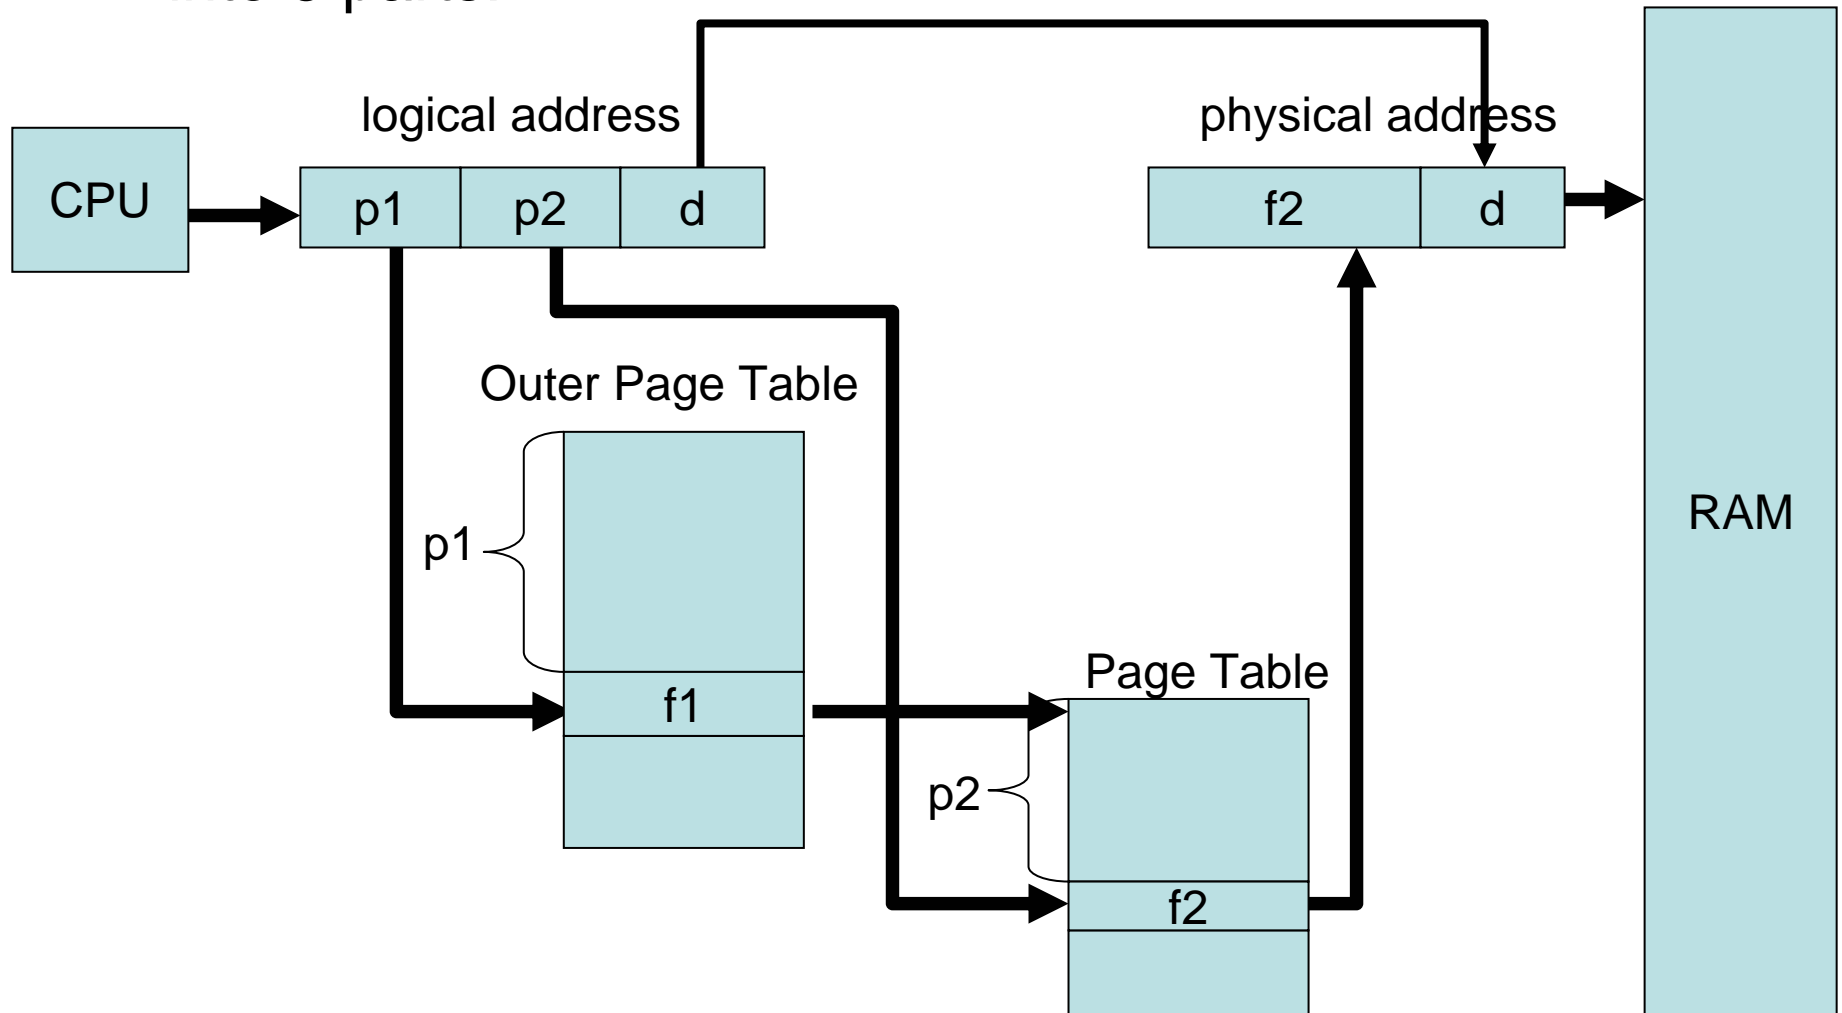 logical address
physical address
CPU
p1 p2 d
f2 d
Outer Page Table
p1
f1
RAM
Page Table
p2
f2